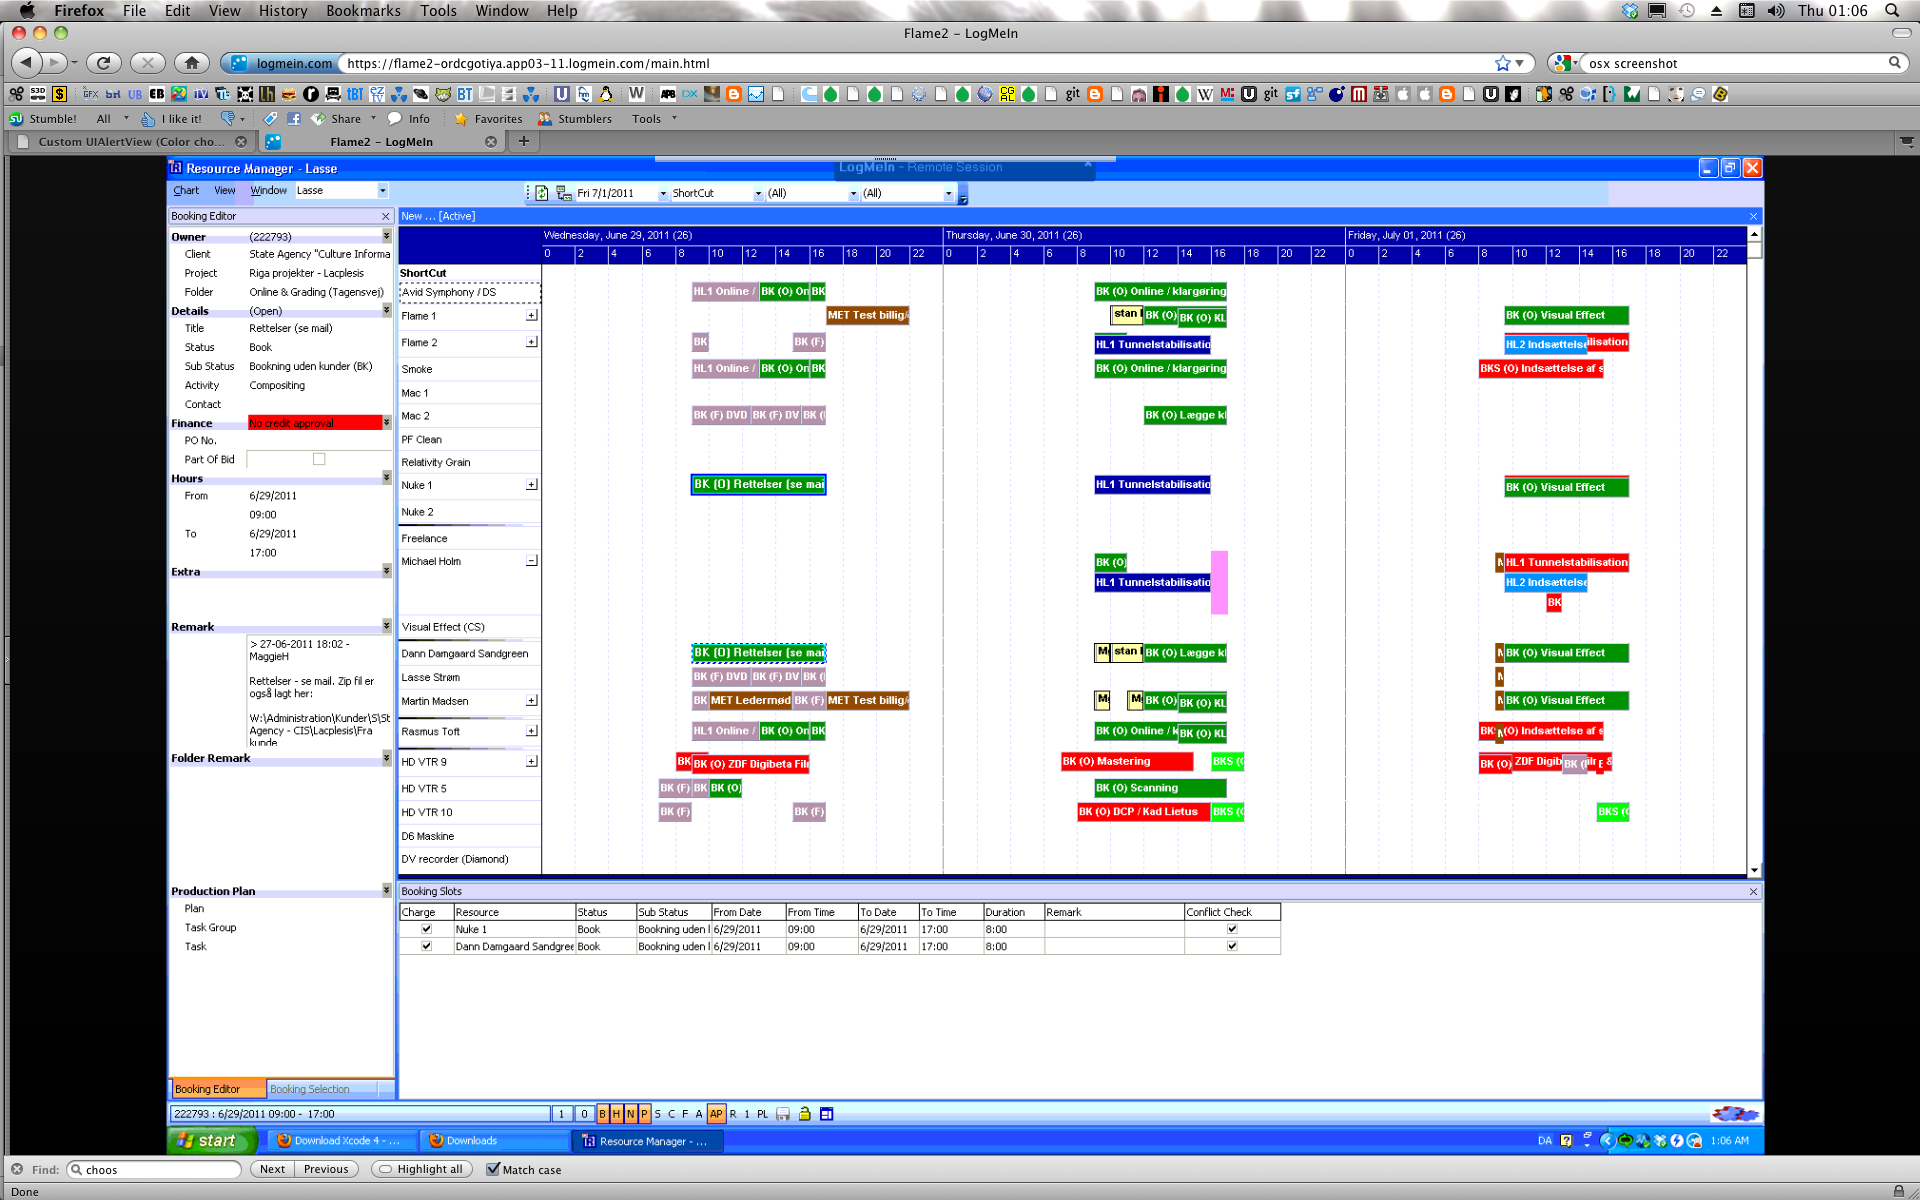 Firefox File Edit View History Bookmarks Tools Window Help
Thu 01:06
Flame2 – LogMeIn
logmein.com https://flame2-ordcgotiya.app03-11.logmein.com/main.html
osx screenshot
Stumble! All I like it! Share Info Favorites Stumblers Tools
Custom UIAlertView (Color cho...
Flame2 – LogMeIn
Resource Manager - Lasse
LogMeIn - Remote Session
Chart View Window Lasse
Fri 7/1/2011 ShortCut (All) (All)
Booking Editor
Owner (222793)
Client State Agency "Culture Informa
Project Riga projekter - Lacplesis
Folder Online & Grading (Tagensvej)
Details (Open)
Title Rettelser (se mail)
Status Book
Sub Status Bookning uden kunder (BK)
Activity Compositing
Contact
Finance No credit approval
PO No.
Part Of Bid
Hours
From 6/29/2011
09:00
To 6/29/2011
17:00
Extra
Remark
> 27-06-2011 18:02 -
MaggieH
Rettelser - se mail. Zip fil er
også lagt her:
W:\Administration\Kunder\S\St
Agency - CIS\Lacplesis\Fra
kunde
Folder Remark
Production Plan
Plan
Task Group
Task
Booking Editor Booking Selection
New ... [Active]
Wednesday, June 29, 2011 (26) Thursday, June 30, 2011 (26) Friday, July 01, 2011 (26)
0 2 4 6 8 10 12 14 16 18 20 22 0 2 4 6 8 10 12 14 16 18 20 22 0 2 4 6 8 10 12 14 16 18 20 22
ShortCut
Avid Symphony / DS HL1 Online / BK (O) On BK BK (O) Online / klargøring
Flame 1 MET Test billig/ stan BK (O) BK (O) KL BK (O) Visual Effect
Flame 2 BK BK (F) HL1 Tunnelstabilisatio HL2 Indsættelse ilisation
Smoke HL1 Online / BK (O) On BK BK (O) Online / klargøring BKS (O) Indsættelse af s
Mac 1
Mac 2 BK (F) DVD BK (F) DV BK ( BK (O) Lægge kl
PF Clean
Relativity Grain
Nuke 1 BK (O) Rettelser (se mai HL1 Tunnelstabilisatio BK (O) Visual Effect
Nuke 2
Freelance
Michael Holm BK (O) HL1 Tunnelstabilisation
HL1 Tunnelstabilisatio HL2 Indsættelse
BK
Visual Effect (CS)
Dann Damgaard Sandgreen BK (O) Rettelser (se mai stan BK (O) Lægge kl BK (O) Visual Effect
Lasse Strøm BK (F) DVD BK (F) DV BK (
Martin Madsen BK MET Ledermød BK (F) MET Test billig/ BK (O) BK (O) KL BK (O) Visual Effect
Rasmus Toft HL1 Online / BK (O) On BK BK (O) Online / k BK (O) KL BK (O) Indsættelse af s
HD VTR 9 BK BK (O) ZDF Digibeta Filr BK (O) Mastering BKS (O BK (O) ZDF Digib BK (
HD VTR 5 BK (F) BK BK (O) BK (O) Scanning
HD VTR 10 BK (F) BK (F) BK (O) DCP / Kad Lietus BKS (O BKS (O
D6 Maskine
DV recorder (Diamond)
Booking Slots
Charge Resource Status Sub Status From Date From Time To Date To Time Duration Remark Conflict Check
Nuke 1 Book Bookning uden 6/29/2011 09:00 6/29/2011 17:00 8:00
Dann Damgaard Sandgree Book Bookning uden 6/29/2011 09:00 6/29/2011 17:00 8:00
222793 : 6/29/2011 09:00 - 17:00 1 0 B H N P S C F A AP R 1 PL
start Download Xcode 4 - ... Downloads Resource Manager - ... DA 1:06 AM
Find: choos Next Previous Highlight all Match case
Done